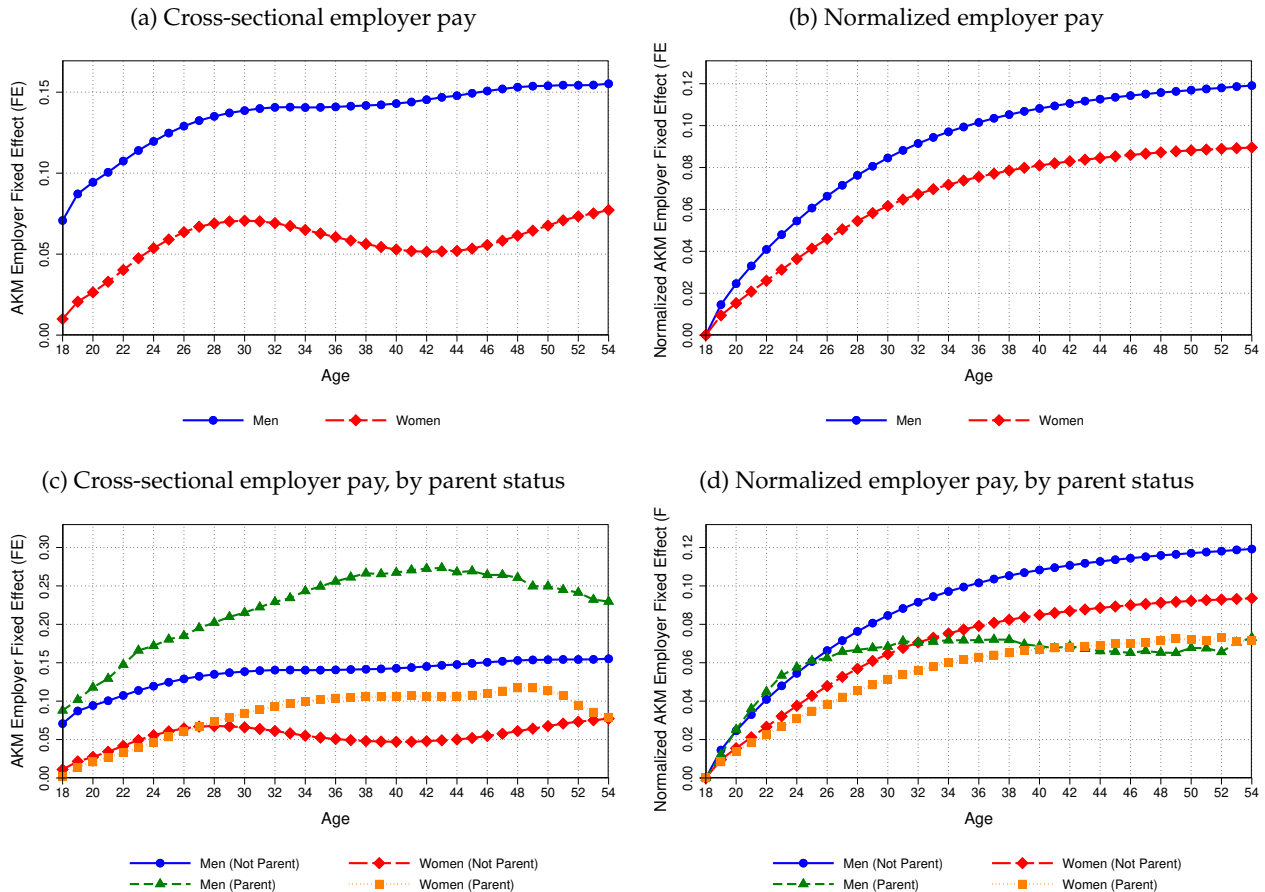 (a) Cross-sectional employer pay
AKM Employer Fixed Effect (FE)
0.15
0.10
0.05
0.00
18 20 22 24 26 28 30 32 34 36 38 40 42 44 46 48 50 52 54
Age
Men Women
(b) Normalized employer pay
Normalized AKM Employer Fixed Effect (FE
0.12
0.10
0.08
0.06
0.04
0.02
0.00
18 20 22 24 26 28 30 32 34 36 38 40 42 44 46 48 50 52 54
Age
Men Women
(c) Cross-sectional employer pay, by parent status
AKM Employer Fixed Effect (FE)
0.30
0.25
0.20
0.15
0.10
0.05
0.00
18 20 22 24 26 28 30 32 34 36 38 40 42 44 46 48 50 52 54
Age
Men (Not Parent) Women (Not Parent)
Men (Parent) Women (Parent)
(d) Normalized employer pay, by parent status
Normalized AKM Employer Fixed Effect (F
0.12
0.10
0.08
0.06
0.04
0.02
0.00
18 20 22 24 26 28 30 32 34 36 38 40 42 44 46 48 50 52 54
Age
Men (Not Parent) Women (Not Parent)
Men (Parent) Women (Parent)